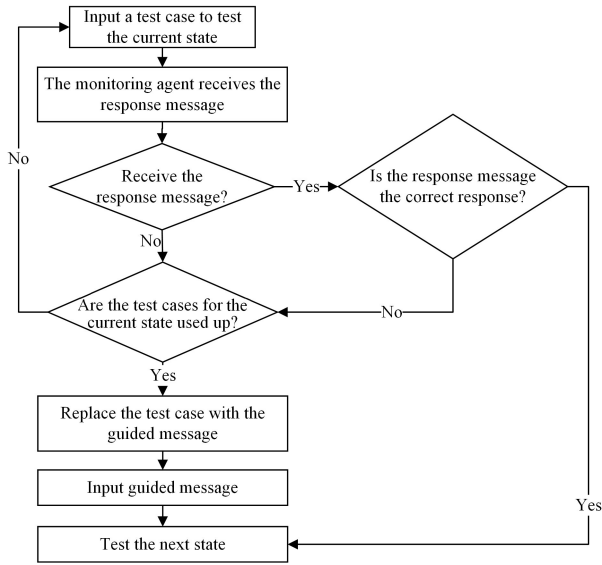 Input a test case to test
the current state
The monitoring agent receives the
response message
No
Receive the
response message?
Yes
Is the response message
the correct response?
No
Are the test cases for the
current state used up?
No
Yes
Replace the test case with the
guided message
Input guided message
Yes
Test the next state